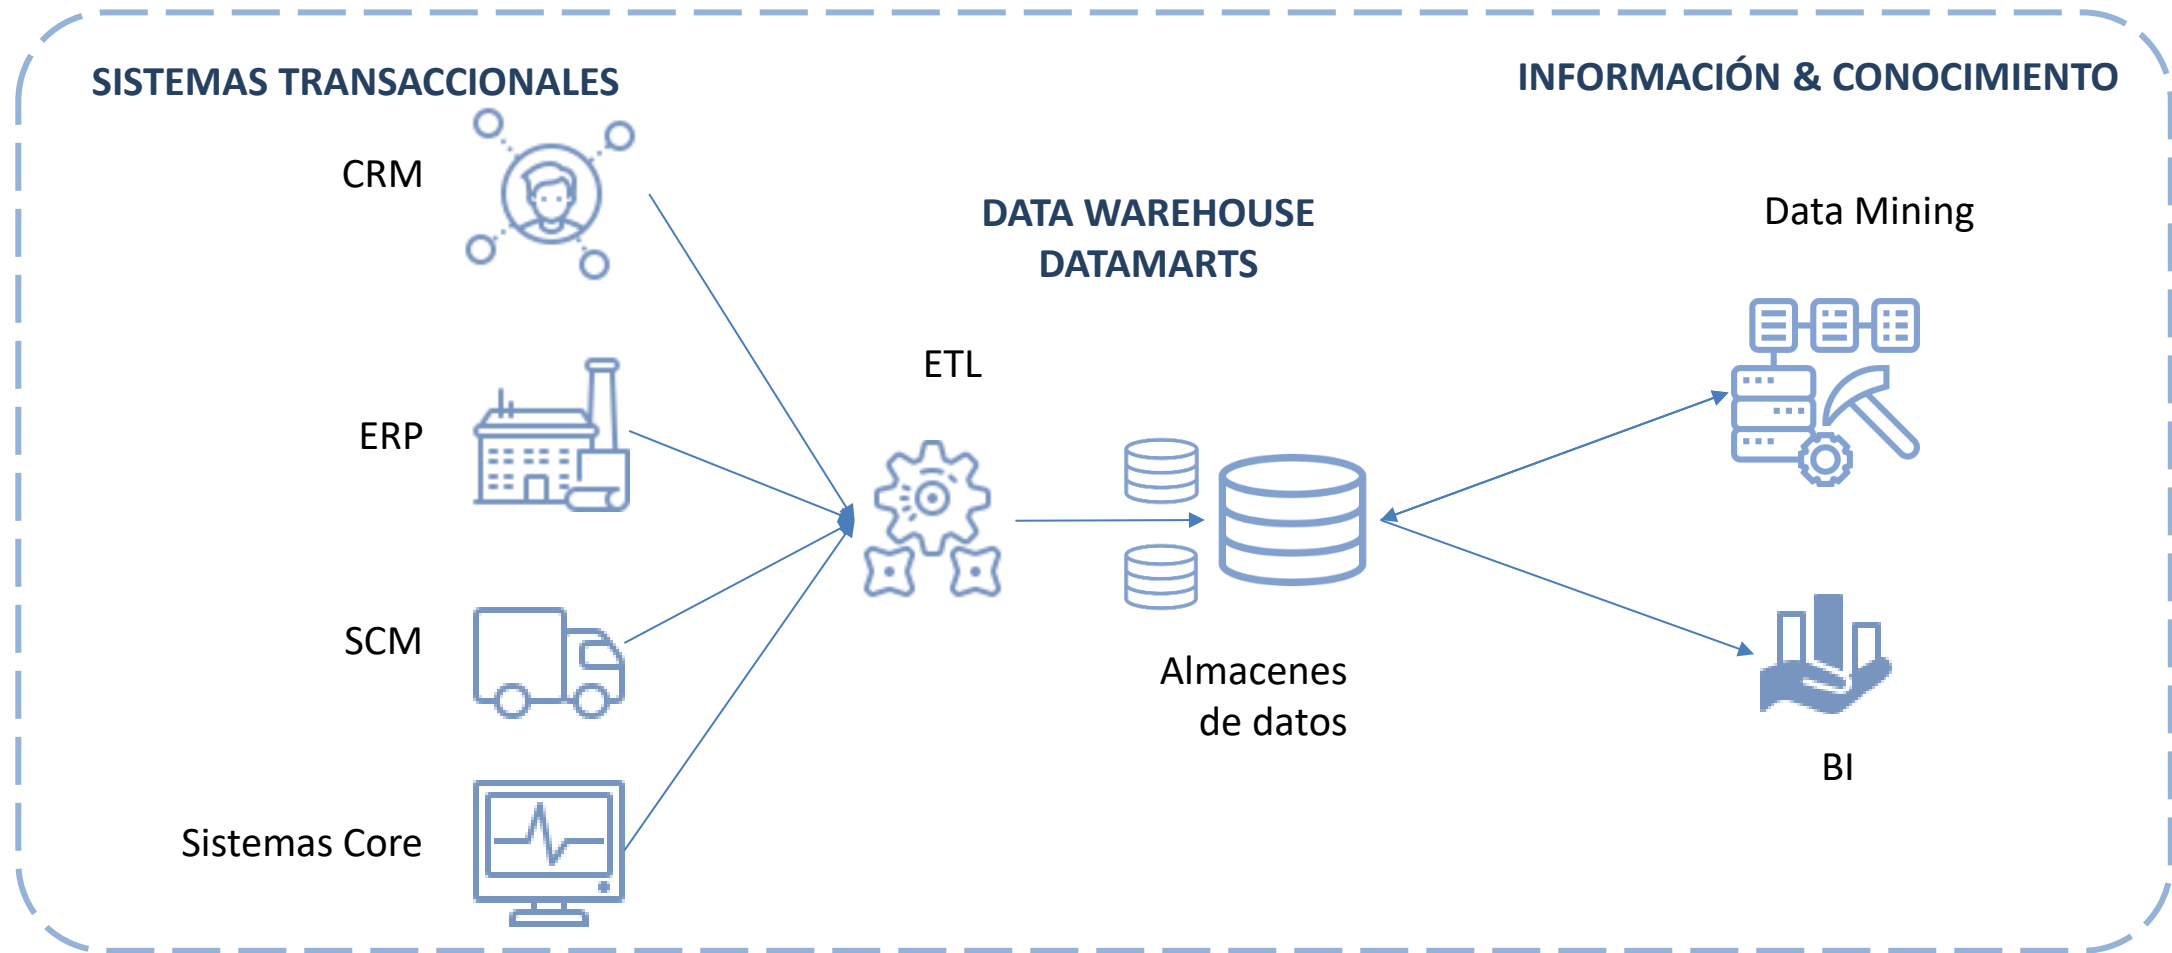 SISTEMAS TRANSACCIONALES
CRM
ERP
SCM
Sistemas Core
DATA WAREHOUSE
DATAMARTS
ETL
Almacenes
de datos
INFORMACIÓN & CONOCIMIENTO
Data Mining
BI